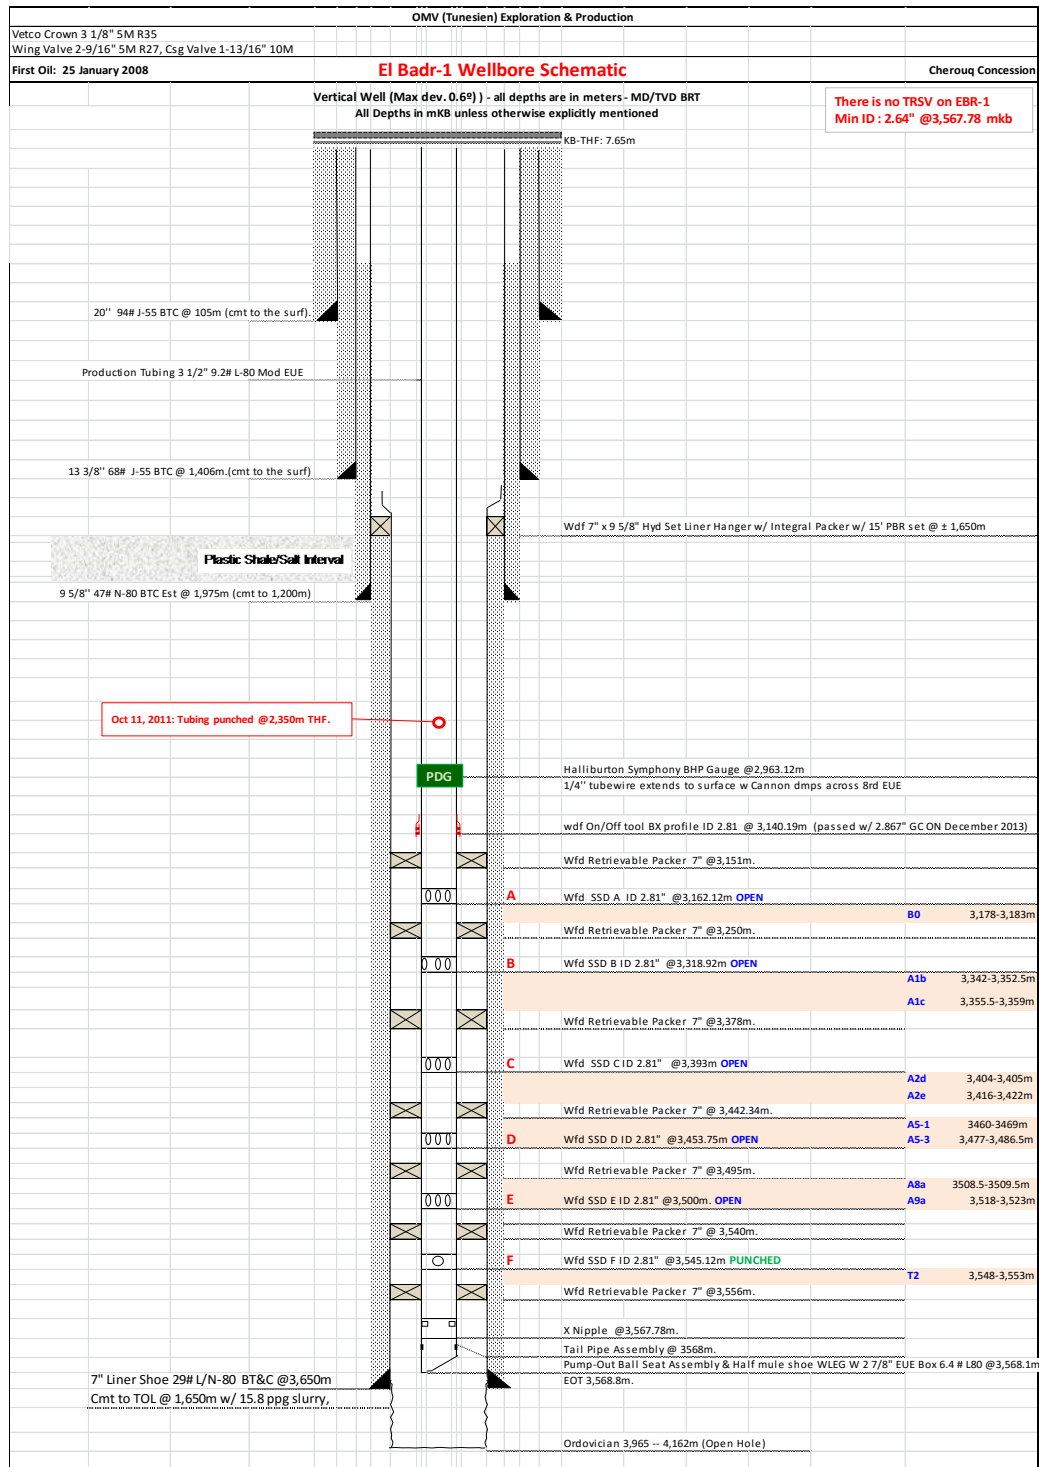 OMV (Tunesien) Exploration & Production
Vetco Crown 3 1/8" 5M R35
Wing Valve 2-9/16" 5M R27, Csg Valve 1-13/16" 10M
First Oil: 25 January 2008 El Badr-1 Wellbore Schematic Cherouq Concession
Vertical Well (Max dev. 0.6º) ) - all depths are in meters - MD/TVD BRT
All Depths in mKB unless otherwise explicitly mentioned
There is no TRSV on EBR-1
Min ID : 2.64" @3,567.78 mkb
KB-THF: 7.65m
20'' 94# J-55 BTC @ 105m (cmt to the surf).
Production Tubing 3 1/2" 9.2# L-80 Mod EUE
13 3/8'' 68# J-55 BTC @ 1,406m.(cmt to the surf)
Wdf 7" x 9 5/8" Hyd Set Liner Hanger w/ Integral Packer w/ 15' PBR set @ ± 1,650m
Plastic Shale/Salt Interval
9 5/8'' 47# N-80 BTC Est @ 1,975m (cmt to 1,200m)
Oct 11, 2011: Tubing punched @2,350m THF.
PDG
Halliburton Symphony BHP Gauge @2,963.12m
1/4'' tubewire extends to surface w Cannon dmps across 8rd EUE
wdf On/Off tool BX profile ID 2.81 @ 3,140.19m (passed w/ 2.867" GC ON December 2013)
Wfd Retrievable Packer 7" @3,151m.
A Wfd SSD A ID 2.81" @3,162.12m OPEN
B0 3,178-3,183m
Wfd Retrievable Packer 7" @3,250m.
B Wfd SSD B ID 2.81" @3,318.92m OPEN
A1b 3,342-3,352.5m
A1c 3,355.5-3,359m
Wfd Retrievable Packer 7" @3,378m.
C Wfd SSD C ID 2.81" @3,393m OPEN
A2d 3,404-3,405m
A2e 3,416-3,422m
Wfd Retrievable Packer 7" @ 3,442.34m.
A5-1 3460-3469m
D Wfd SSD D ID 2.81" @3,453.75m OPEN A5-3 3,477-3,486.5m
Wfd Retrievable Packer 7" @3,495m.
A8a 3508.5-3509.5m
E Wfd SSD E ID 2.81" @3,500m. OPEN A9a 3,518-3,523m
Wfd Retrievable Packer 7" @ 3,540m.
F Wfd SSD F ID 2.81" @3,545.12m PUNCHED
T2 3,548-3,553m
Wfd Retrievable Packer 7" @3,556m.
X Nipple @3,567.78m.
Tail Pipe Assembly @ 3568m.
Pump-Out Ball Seat Assembly & Half mule shoe WLEG W 2 7/8" EUE Box 6.4 # L80 @3,568.1m
EOT 3,568.8m.
7" Liner Shoe 29# L/N-80 BT&C @3,650m
Cmt to TOL @ 1,650m w/ 15.8 ppg slurry,
Ordovician 3,965 -- 4,162m (Open Hole)